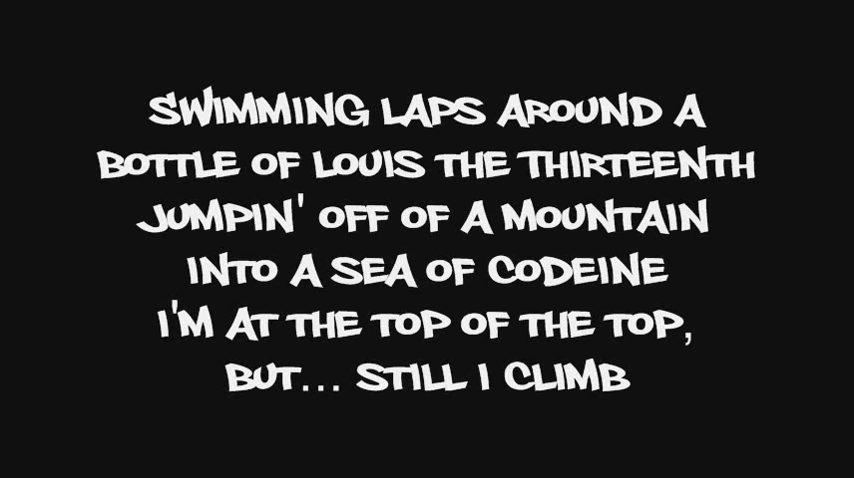 SWIMMING LAPS AROUND A
BOTTLE OF LOUIS THE THIRTEENTH
JUMPIN' OFF OF A MOUNTAIN
INTO A SEA OF CODEINE
I'M AT THE TOP OF THE TOP,
BUT... STILL I CLIMB